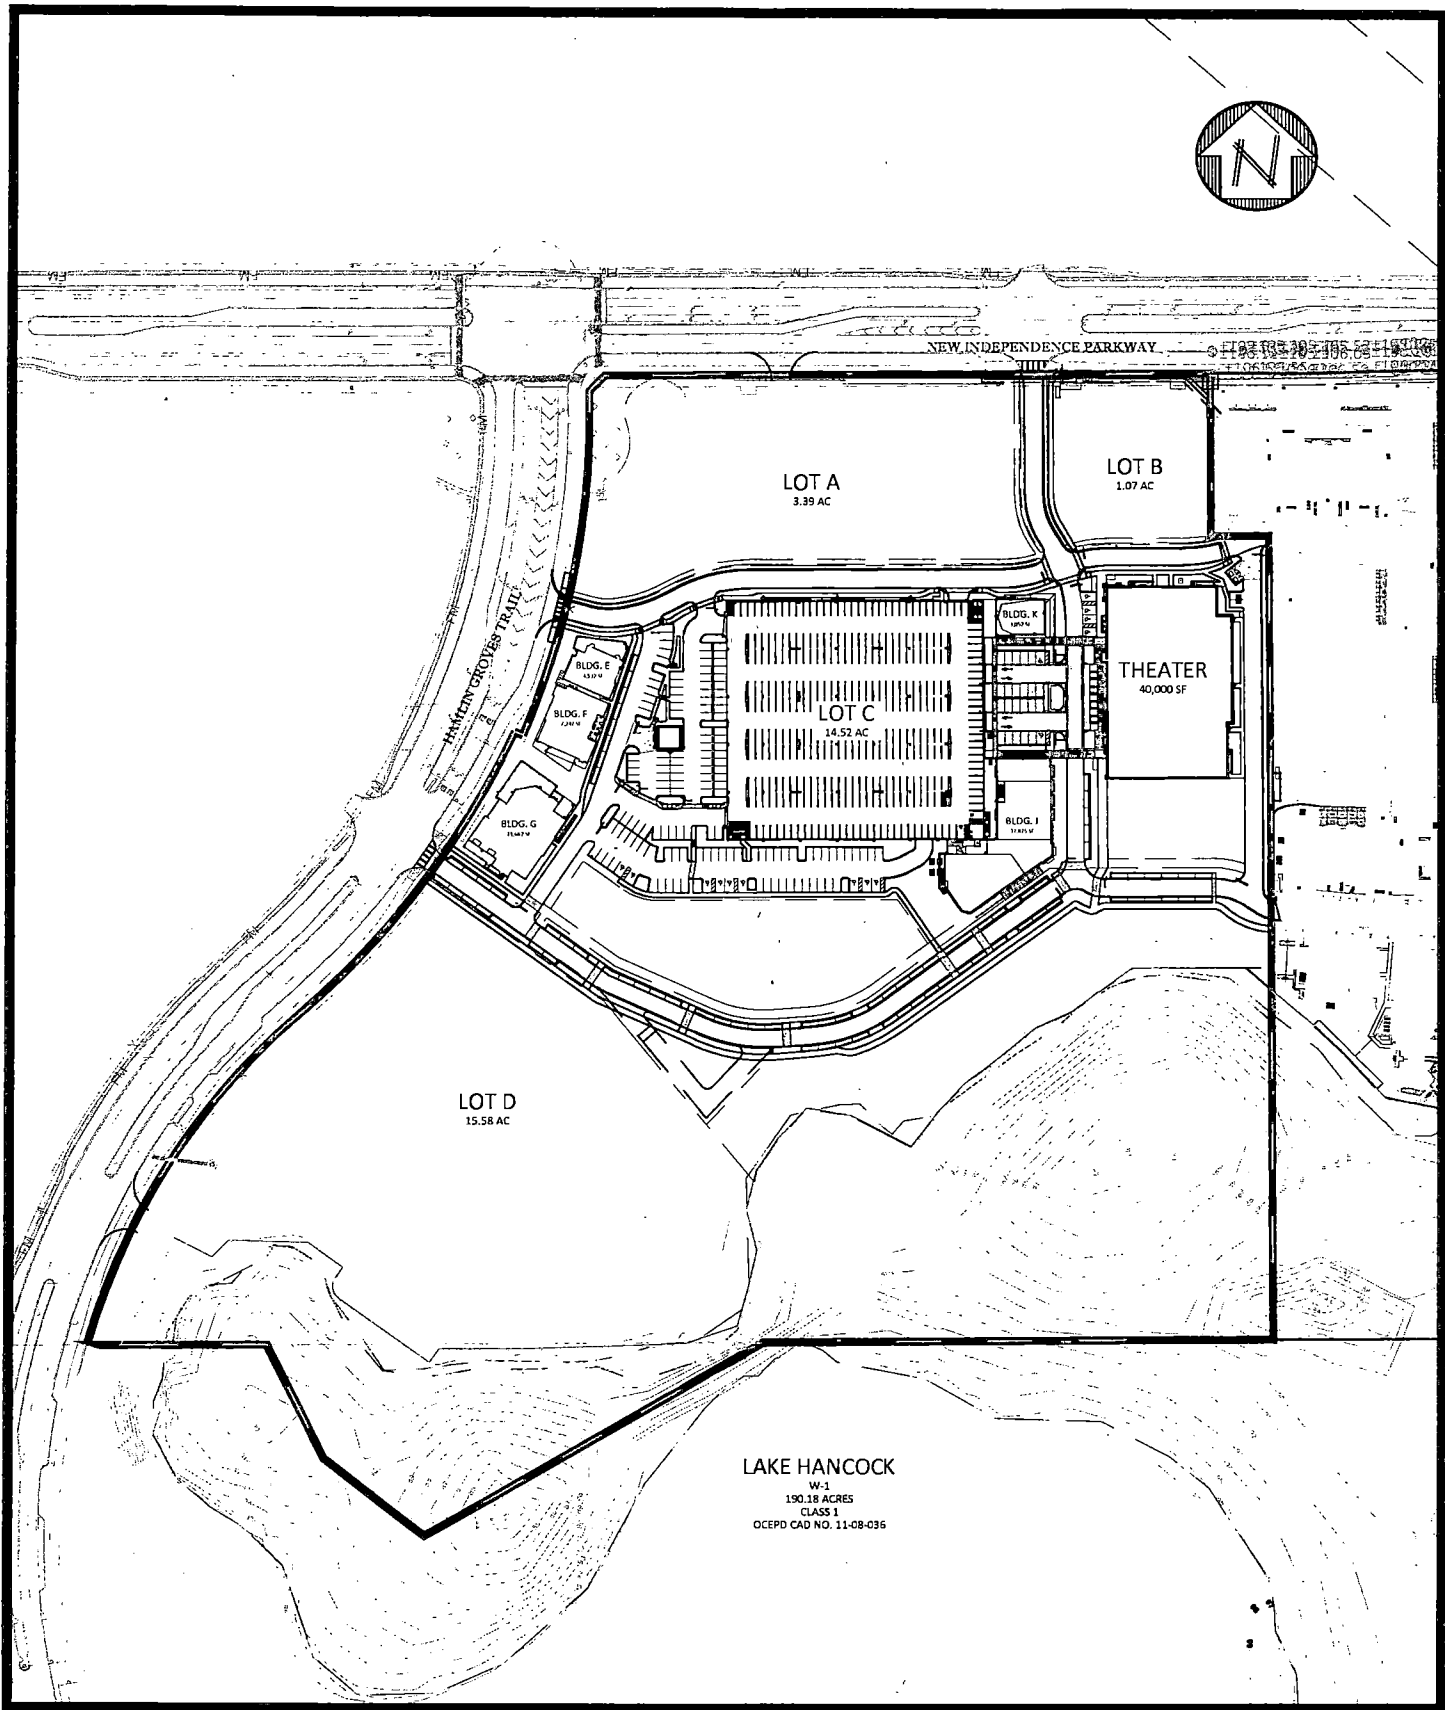 N
NEW INDEPENDENCE PARKWAY
LOT A
3.39 AC
LOT B
1.07 AC
HAMLIN GROVES TRAIL
BLDG. K
BLDG. E
THEATER
40,000 SF
BLDG. F
LOT C
14.52 AC
BLDG. G
BLDG. J
LOT D
15.58 AC
LAKE HANCOCK
W-1
190.18 ACRES
CLASS 1
OCEPD CAD NO. 11-08-036